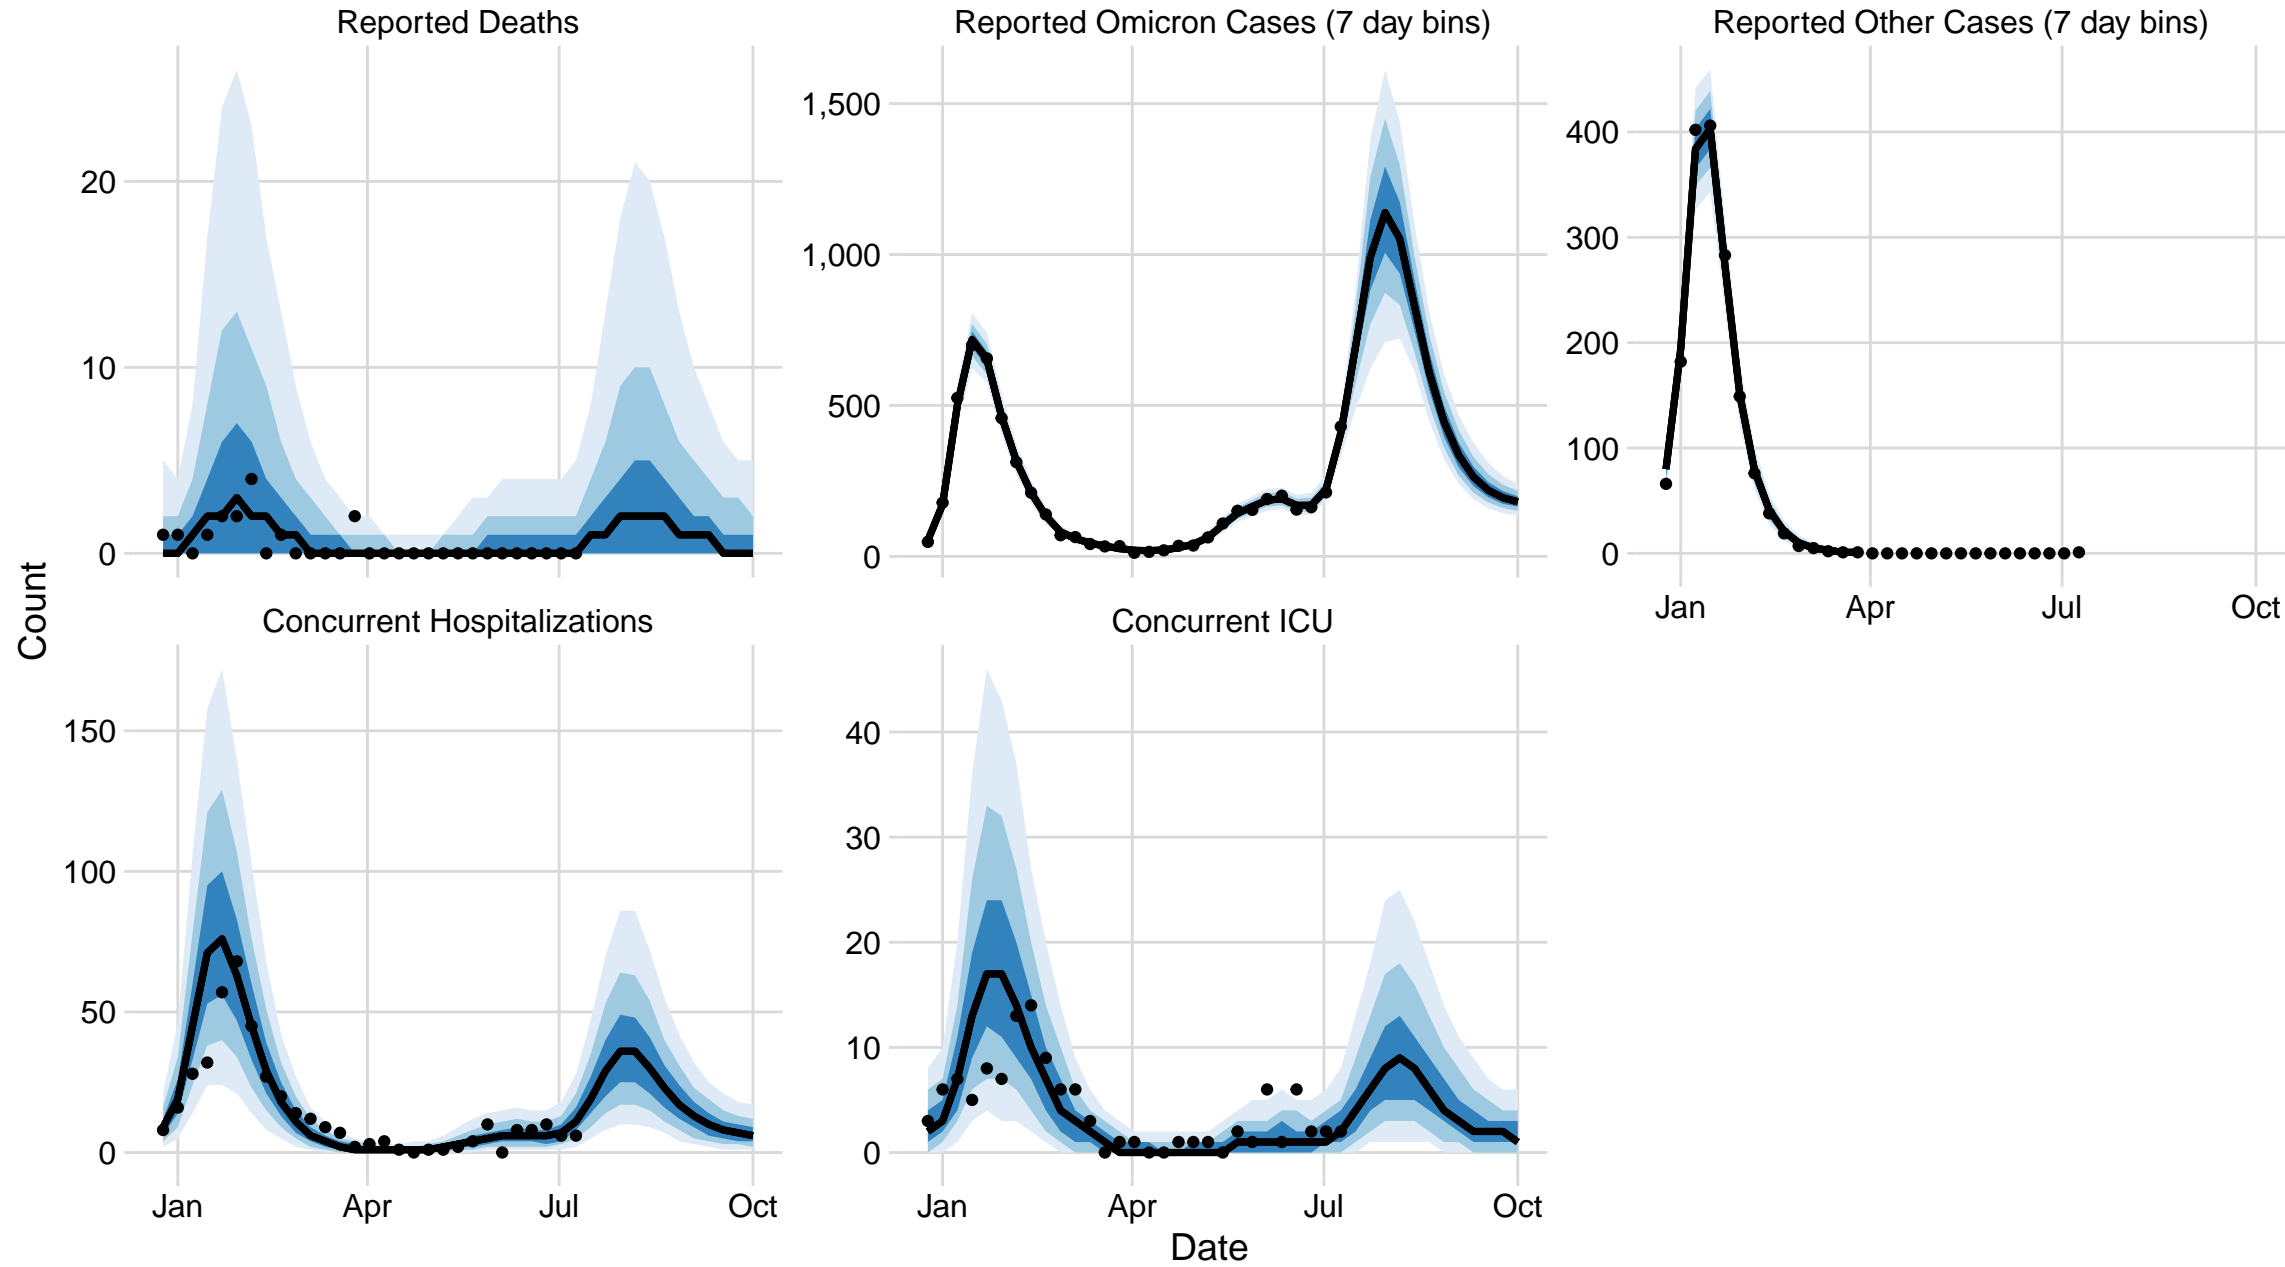 Reported Deaths
Reported Omicron Cases (7 day bins)
Reported Other Cases (7 day bins)
20
10
0
1,500
1,000
500
0
400
300
200
100
0
Jan Apr Jul Oct
Count
Concurrent Hospitalizations
Concurrent ICU
150
100
50
0
Jan Apr Jul Oct
40
30
20
10
0
Jan Apr Jul Oct
Date